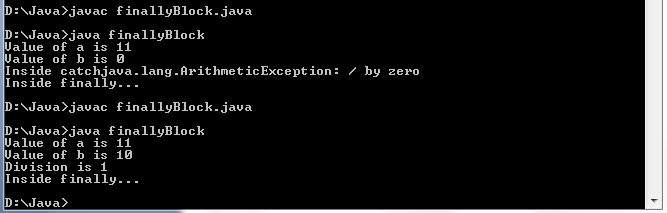 D:\Java>javac finallyBlock.java
D:\Java>java finallyBlock
Value of a is 11
Value of b is 0
Inside catchjava.lang.ArithmeticException: / by zero
Inside finally...
D:\Java>javac finallyBlock.java
D:\Java>java finallyBlock
Value of a is 11
Value of b is 10
Division is 1
Inside finally...
D:\Java>